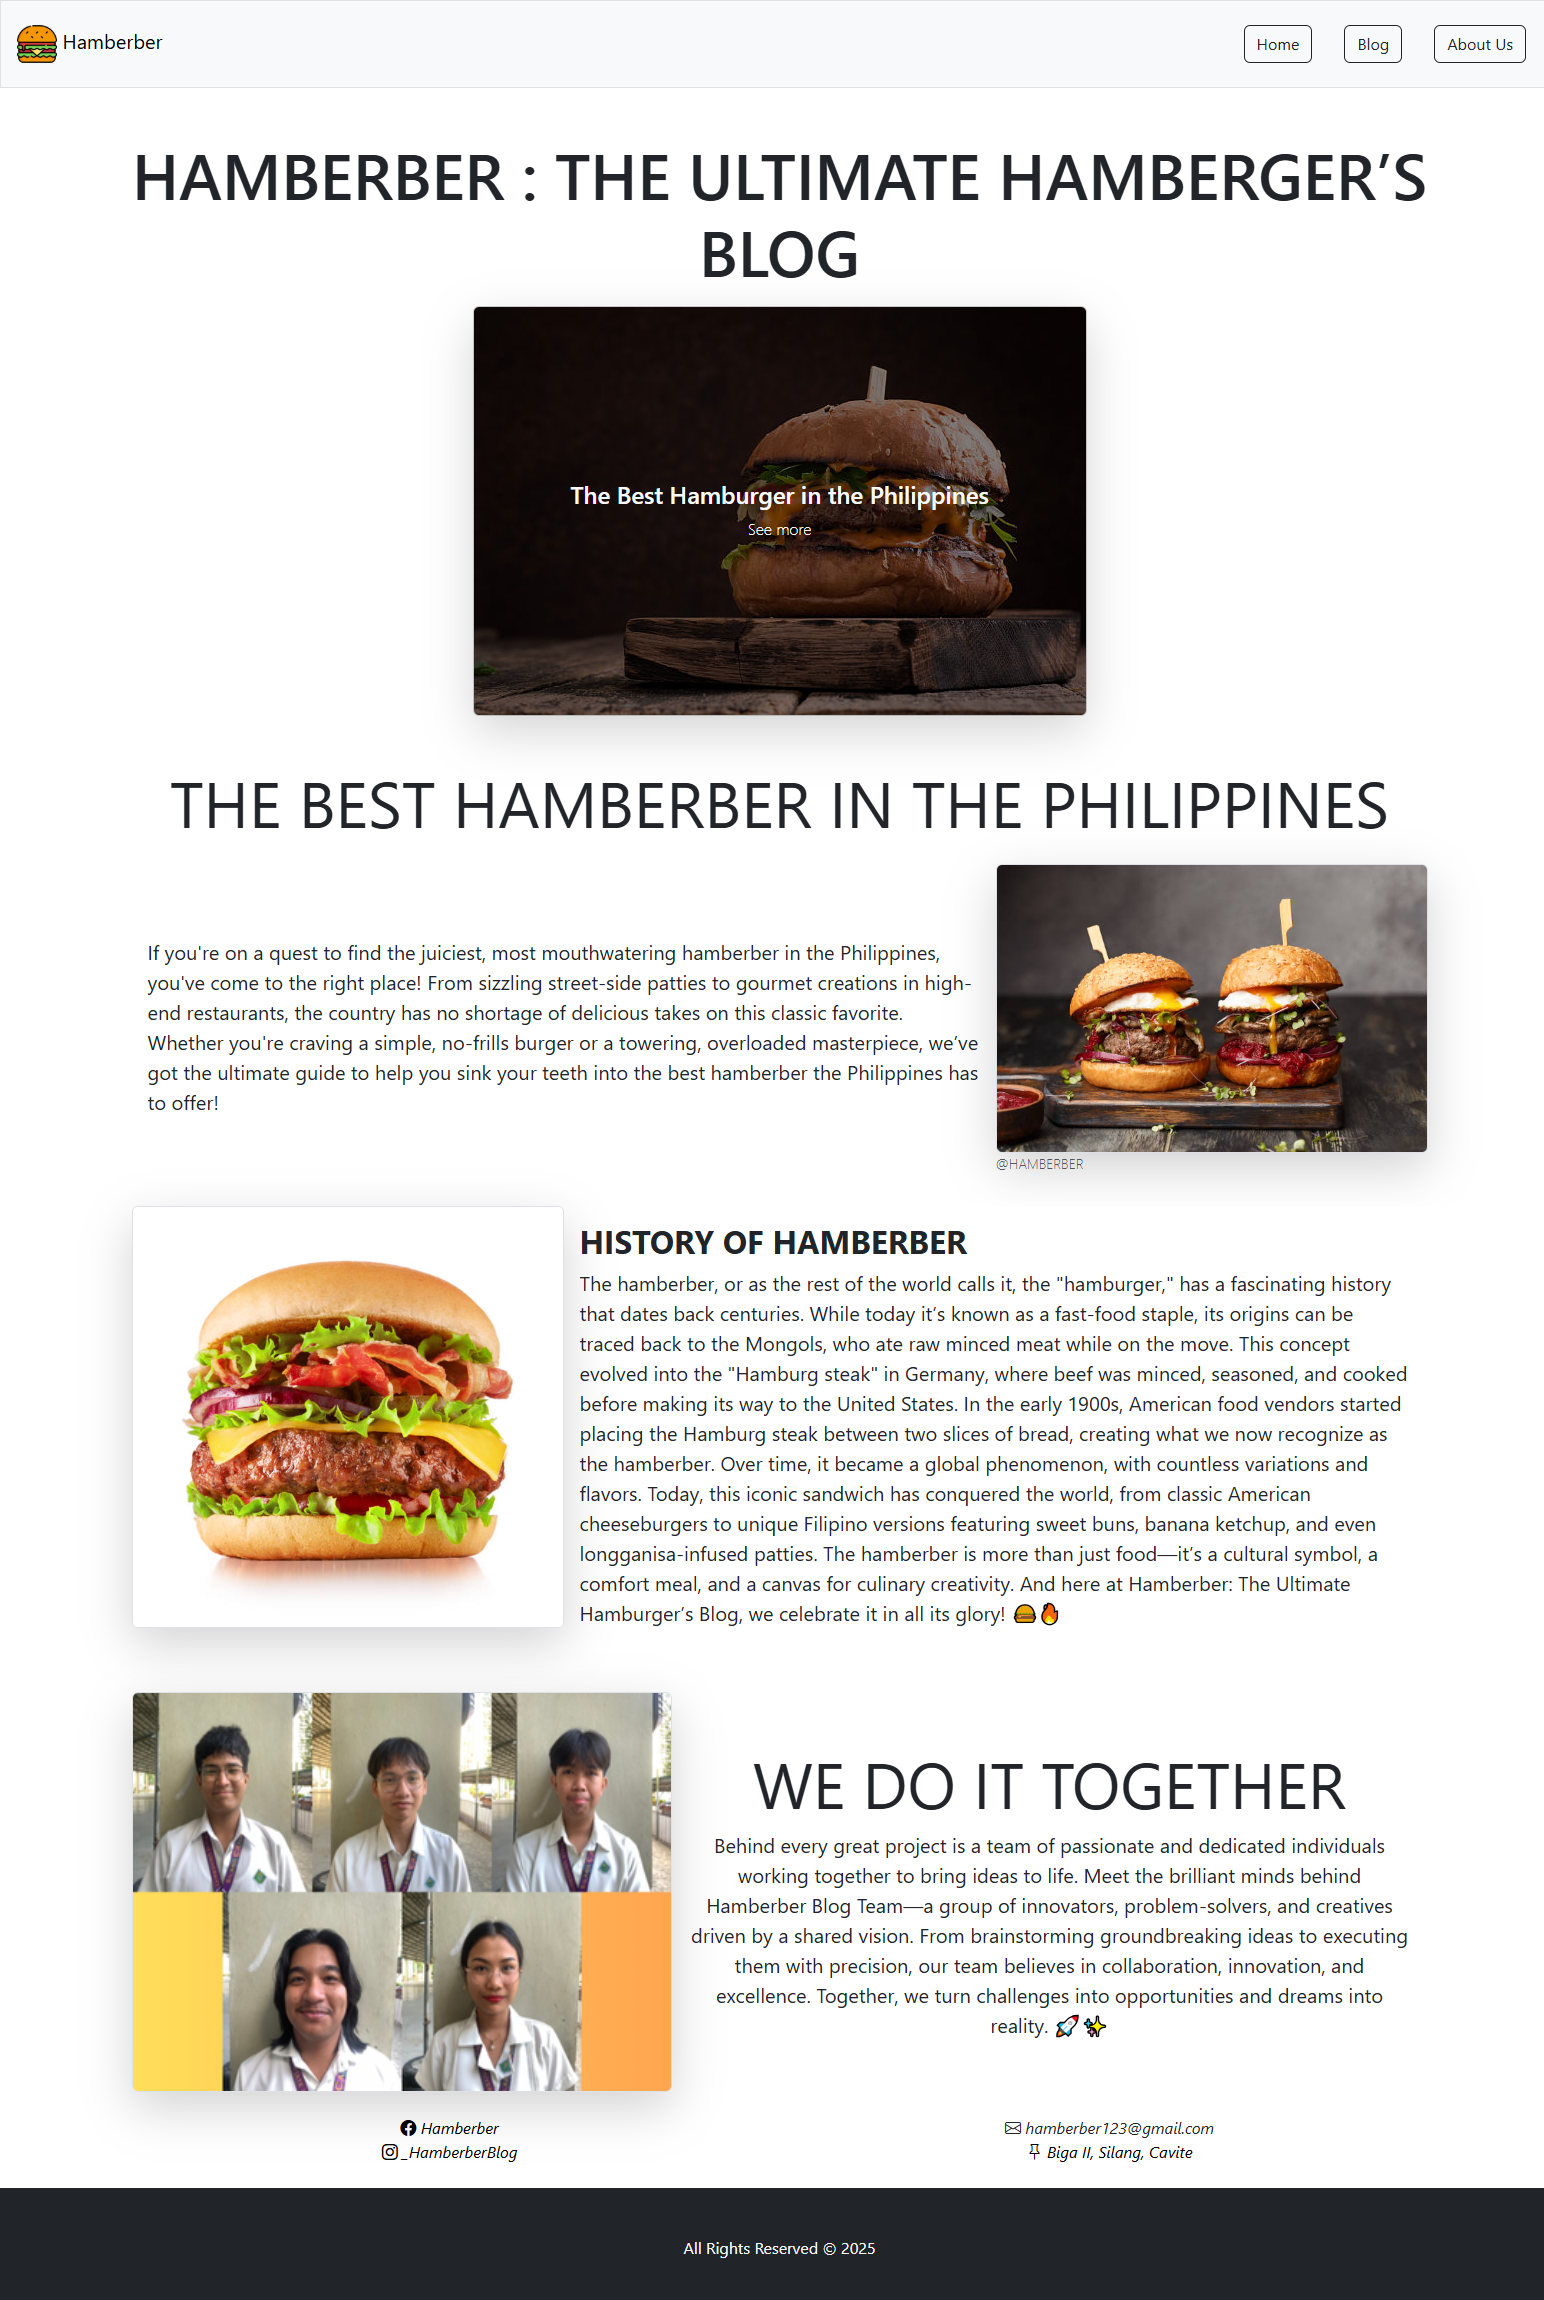 Hamberber
Home
Blog
About Us
HAMBERBER : THE ULTIMATE HAMBERGER’S
BLOG
The Best Hamburger in the Philippines
See more
THE BEST HAMBERBER IN THE PHILIPPINES
If you're on a quest to find the juiciest, most mouthwatering hamberber in the Philippines,
you've come to the right place! From sizzling street-side patties to gourmet creations in high-
end restaurants, the country has no shortage of delicious takes on this classic favorite.
Whether you're craving a simple, no-frills burger or a towering, overloaded masterpiece, we’ve
got the ultimate guide to help you sink your teeth into the best hamberber the Philippines has
to offer!
@HAMBERBER
HISTORY OF HAMBERBER
The hamberber, or as the rest of the world calls it, the "hamburger," has a fascinating history
that dates back centuries. While today it’s known as a fast-food staple, its origins can be
traced back to the Mongols, who ate raw minced meat while on the move. This concept
evolved into the "Hamburg steak" in Germany, where beef was minced, seasoned, and cooked
before making its way to the United States. In the early 1900s, American food vendors started
placing the Hamburg steak between two slices of bread, creating what we now recognize as
the hamberber. Over time, it became a global phenomenon, with countless variations and
flavors. Today, this iconic sandwich has conquered the world, from classic American
cheeseburgers to unique Filipino versions featuring sweet buns, banana ketchup, and even
longganisa-infused patties. The hamberber is more than just food—it’s a cultural symbol, a
comfort meal, and a canvas for culinary creativity. And here at Hamberber: The Ultimate
Hamburger’s Blog, we celebrate it in all its glory! 🍔🔥
WE DO IT TOGETHER
Behind every great project is a team of passionate and dedicated individuals
working together to bring ideas to life. Meet the brilliant minds behind
Hamberber Blog Team—a group of innovators, problem-solvers, and creatives
driven by a shared vision. From brainstorming groundbreaking ideas to executing
them with precision, our team believes in collaboration, innovation, and
excellence. Together, we turn challenges into opportunities and dreams into
reality. 🚀✨
Hamberber
_HamberberBlog
hamberber123@gmail.com
Biga II, Silang, Cavite
All Rights Reserved © 2025